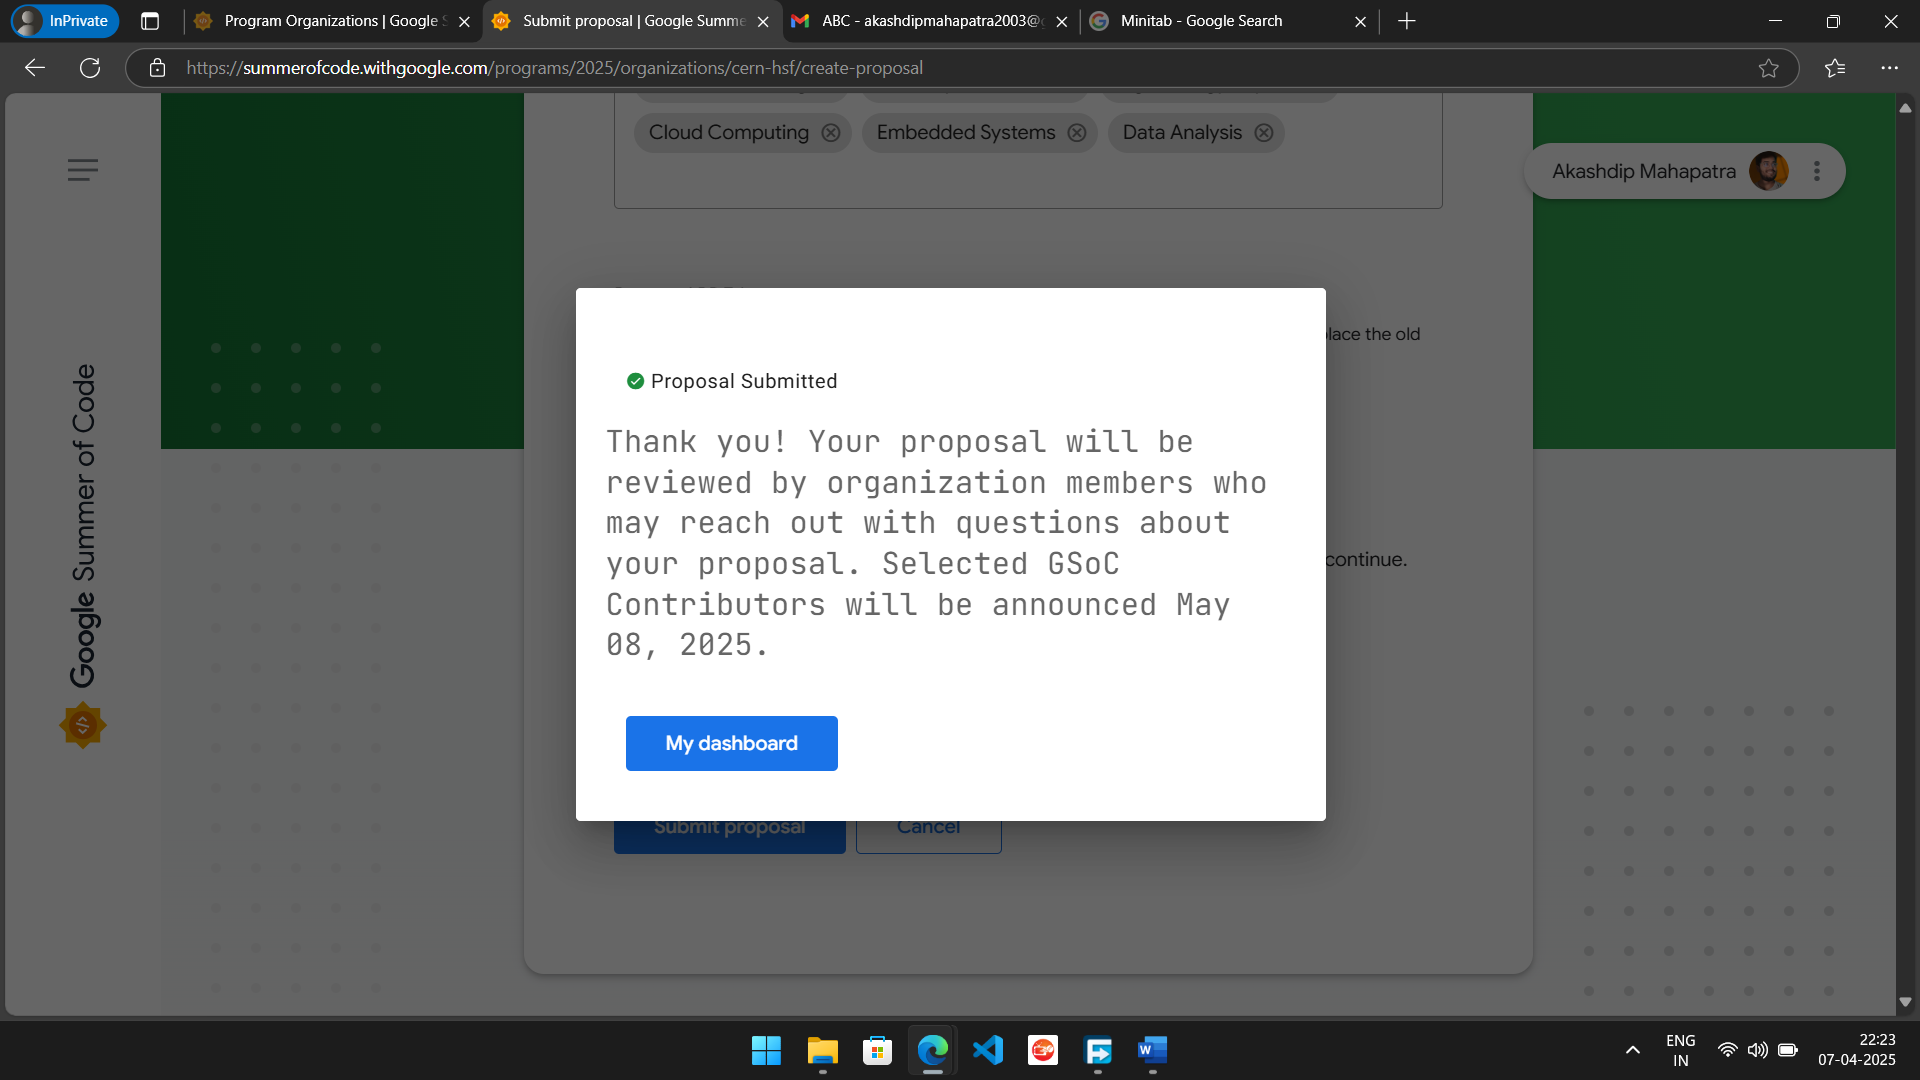 InPrivate
Program Organizations | Google S
Submit proposal | Google Summe
ABC - akashdipmahapatra2003@g
Minitab - Google Search
https://summerofcode.withgoogle.com/programs/2025/organizations/cern-hsf/create-proposal
Cloud Computing
Embedded Systems
Data Analysis
Akashdip Mahapatra
place the old
Google Summer of Code
Proposal Submitted
Thank you! Your proposal will be
reviewed by organization members who
may reach out with questions about
your proposal. Selected GSoC
Contributors will be announced May
08, 2025.
continue.
My dashboard
Submit proposal
Cancel
ENG
IN
22:23
07-04-2025